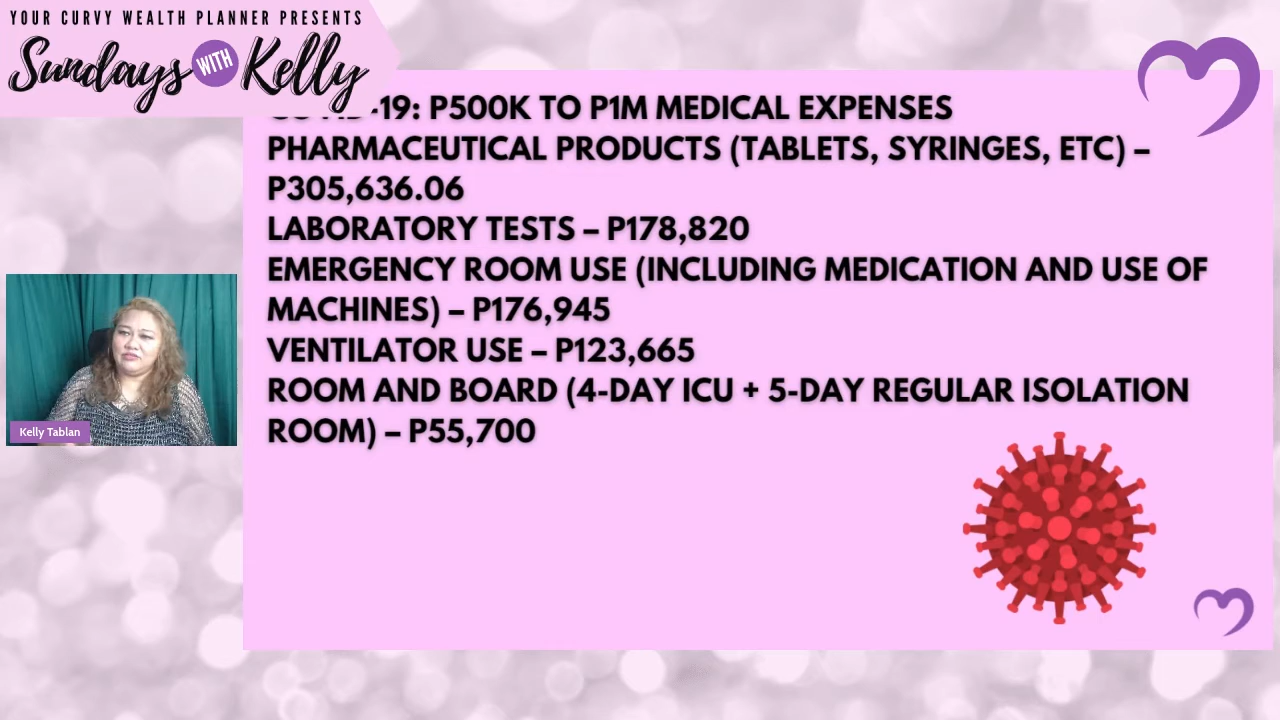 YOUR CURVY WEALTH PLANNER PRESENTS
Sundays WITH Kelly
-19: P500K TO P1M MEDICAL EXPENSES
PHARMACEUTICAL PRODUCTS (TABLETS, SYRINGES, ETC) –
P305,636.06
LABORATORY TESTS – P178,820
EMERGENCY ROOM USE (INCLUDING MEDICATION AND USE OF
MACHINES) – P176,945
VENTILATOR USE – P123,665
ROOM AND BOARD (4-DAY ICU + 5-DAY REGULAR ISOLATION
ROOM) – P55,700
Kelly Tablan